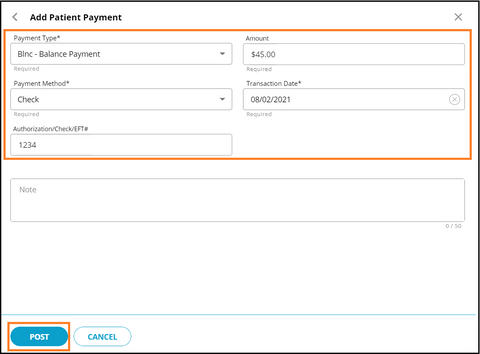 Add Patient Payment
Payment Type*
Amount
Blnc - Balance Payment
$45.00
Required
Required
Payment Method*
Transaction Date*
Check
08/02/2021
Required
Required
Authorization/Check/EFT#
1234
Note
0 / 50
POST
CANCEL